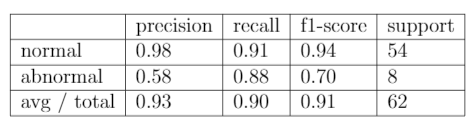 precision recall f1-score support
normal 0.98 0.91 0.94 54
abnormal 0.58 0.88 0.70 8
avg / total 0.93 0.90 0.91 62